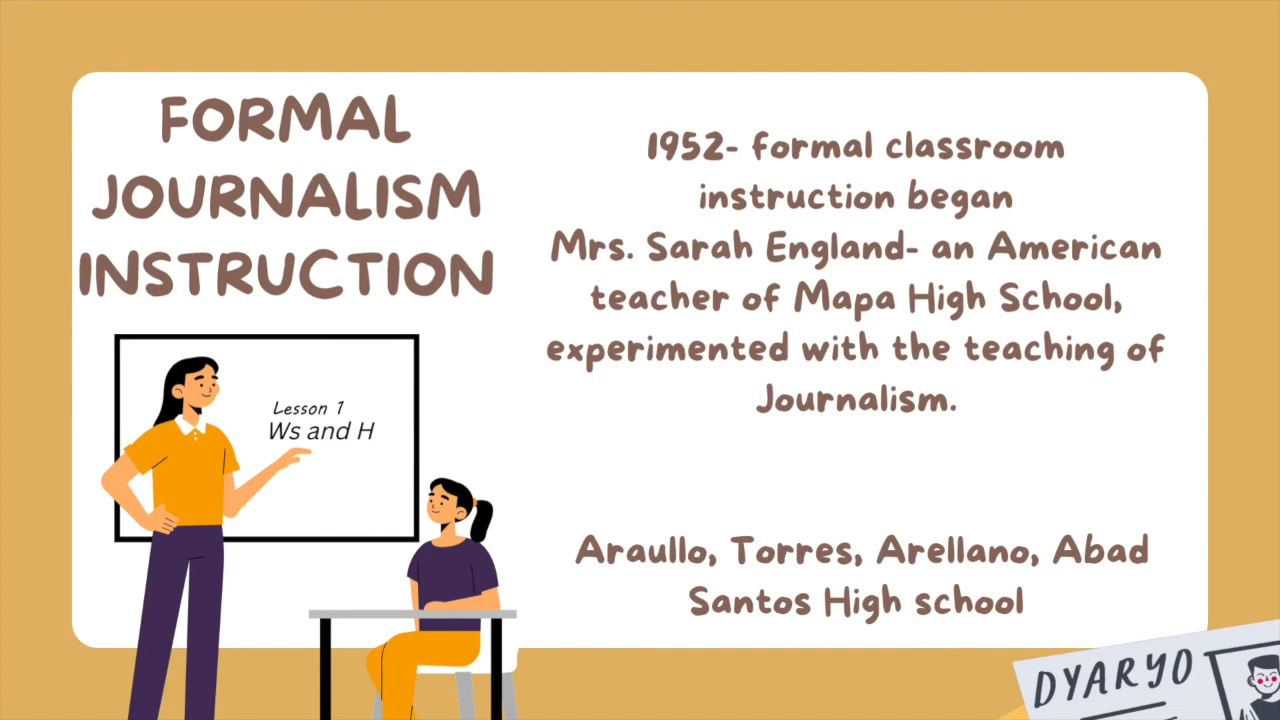 FORMAL
JOURNALISM
INSTRUCTION
Lesson 1
Ws and H
1952- formal classroom
instruction began
Mrs. Sarah England- an American
teacher of Mapa High School,
experimented with the teaching of
Journalism.
Araullo, Torres, Arellano, Abad
Santos High school
DYARYO